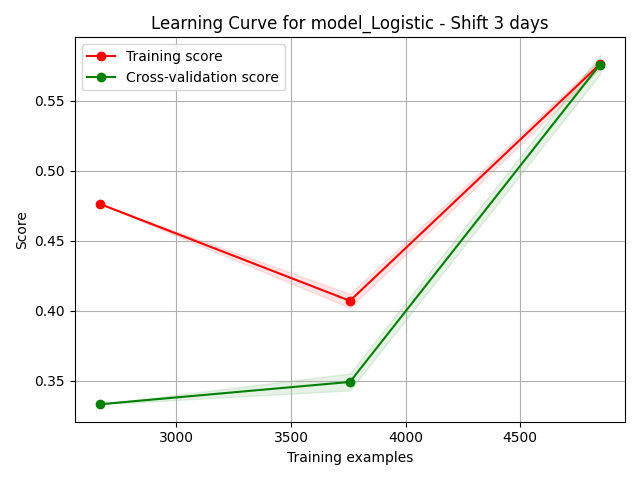 Learning Curve for model_Logistic - Shift 3 days
Training score
Cross-validation score
0.55
0.50
0.45
0.40
0.35
Score
3000 3500 4000 4500
Training examples